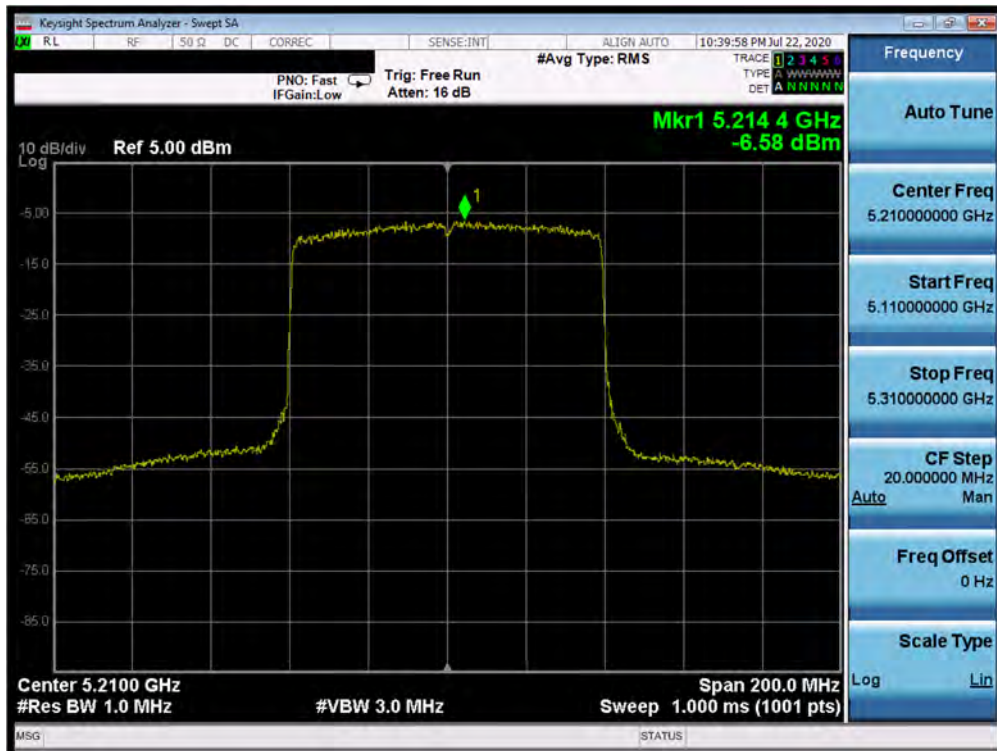 Keysight Spectrum Analyzer - Swept SA
LXI RL RF 50 Ω DC CORREC SENSE:INT ALIGN AUTO 10:39:58 PM Jul 22, 2020
#Avg Type: RMS
PNO: Fast Trig: Free Run
IFGain:Low Atten: 16 dB
TRACE 1 2 3 4 5 6
TYPE A WWWWW
DET A N N N N N
Mkr1 5.214 4 GHz
-6.58 dBm
10 dB/div Ref 5.00 dBm
Log
1
-5.00
-15.0
-25.0
-35.0
-45.0
-55.0
-65.0
-75.0
-85.0
Center 5.2100 GHz Span 200.0 MHz
#Res BW 1.0 MHz #VBW 3.0 MHz Sweep 1.000 ms (1001 pts)
MSG STATUS
Frequency
Auto Tune
Center Freq
5.210000000 GHz
Start Freq
5.110000000 GHz
Stop Freq
5.310000000 GHz
CF Step
20.000000 MHz
Auto Man
Freq Offset
0 Hz
Scale Type
Log Lin